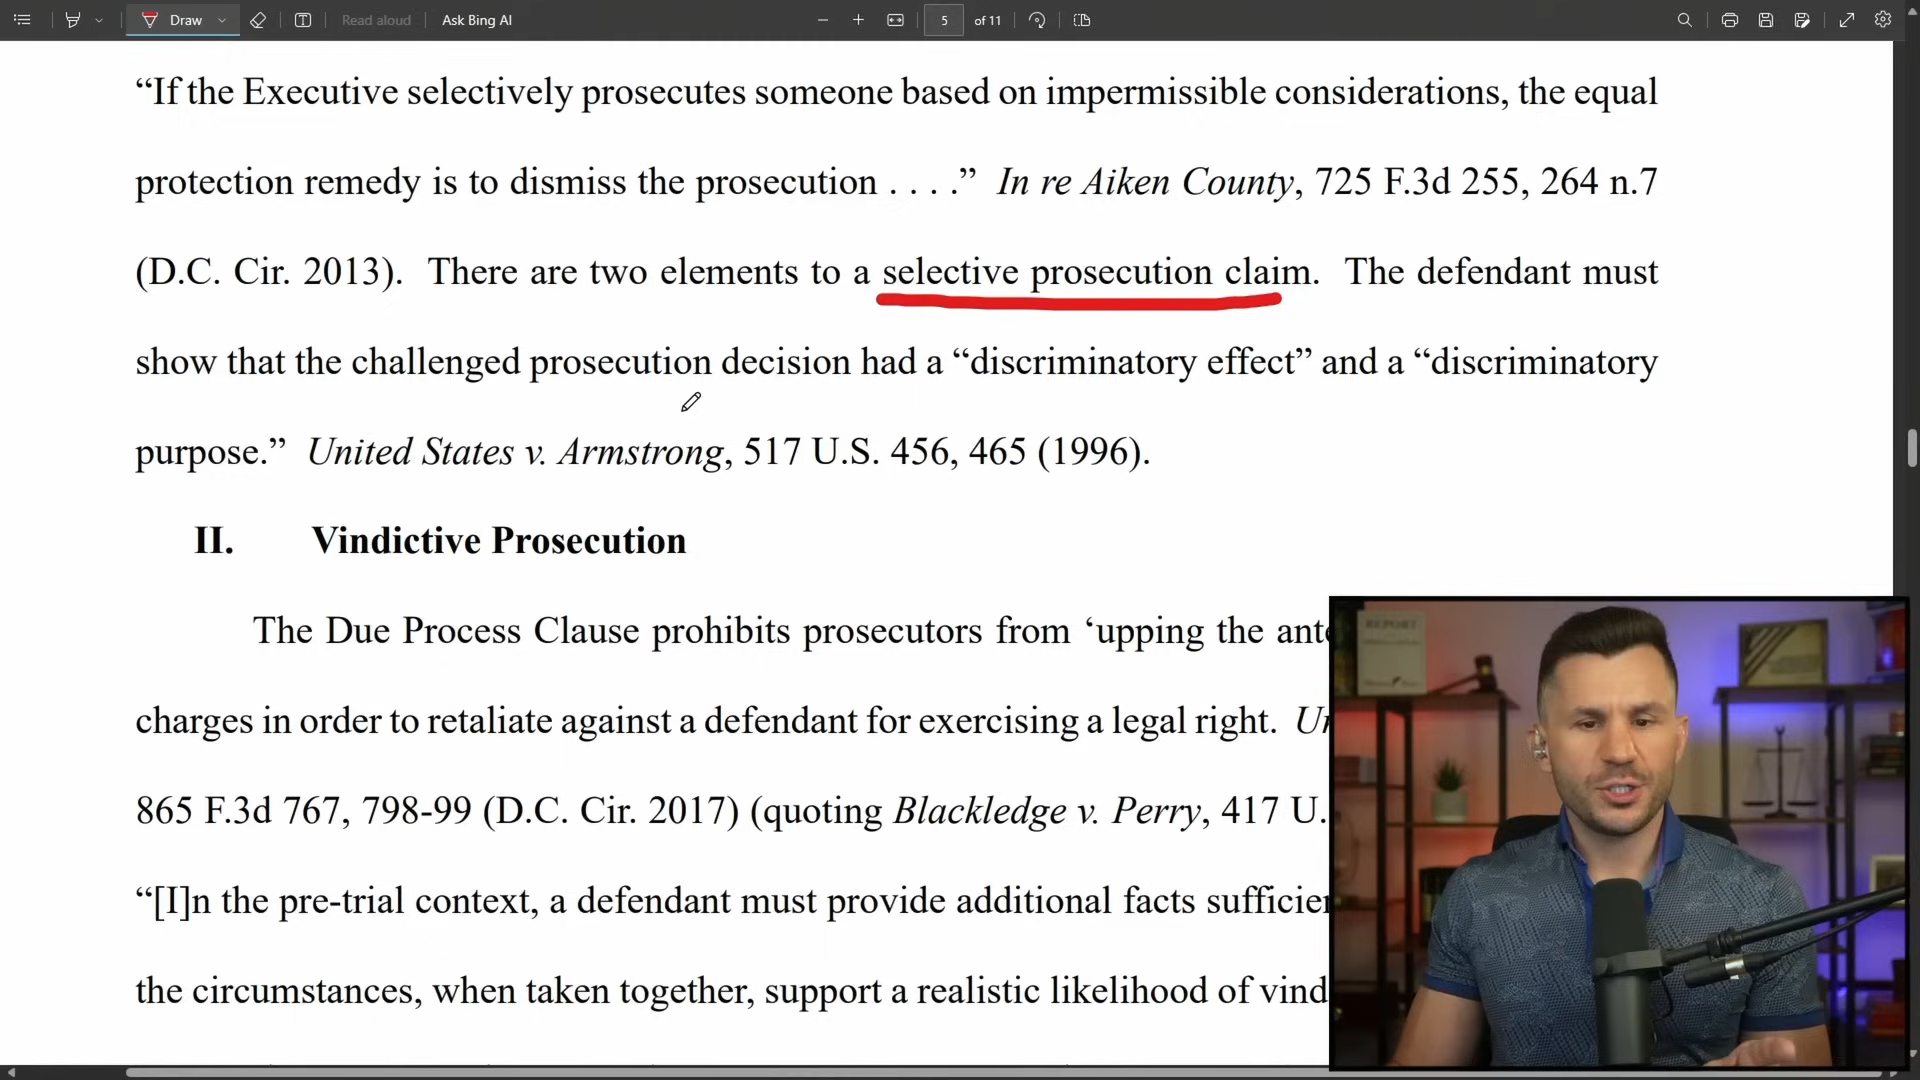 Draw
Read aloud
Ask Bing AI
5
of 11
“If the Executive selectively prosecutes someone based on impermissible considerations, the equal
protection remedy is to dismiss the prosecution . . . .” In re Aiken County, 725 F.3d 255, 264 n.7
(D.C. Cir. 2013). There are two elements to a selective prosecution claim. The defendant must
show that the challenged prosecution decision had a “discriminatory effect” and a “discriminatory
purpose.” United States v. Armstrong, 517 U.S. 456, 465 (1996).
II. Vindictive Prosecution
The Due Process Clause prohibits prosecutors from ‘upping the ante
charges in order to retaliate against a defendant for exercising a legal right.
865 F.3d 767, 798-99 (D.C. Cir. 2017) (quoting Blackledge v. Perry, 417 U.
“[I]n the pre-trial context, a defendant must provide additional facts
the circumstances, when taken together, support a realistic likelihood of
REPORT